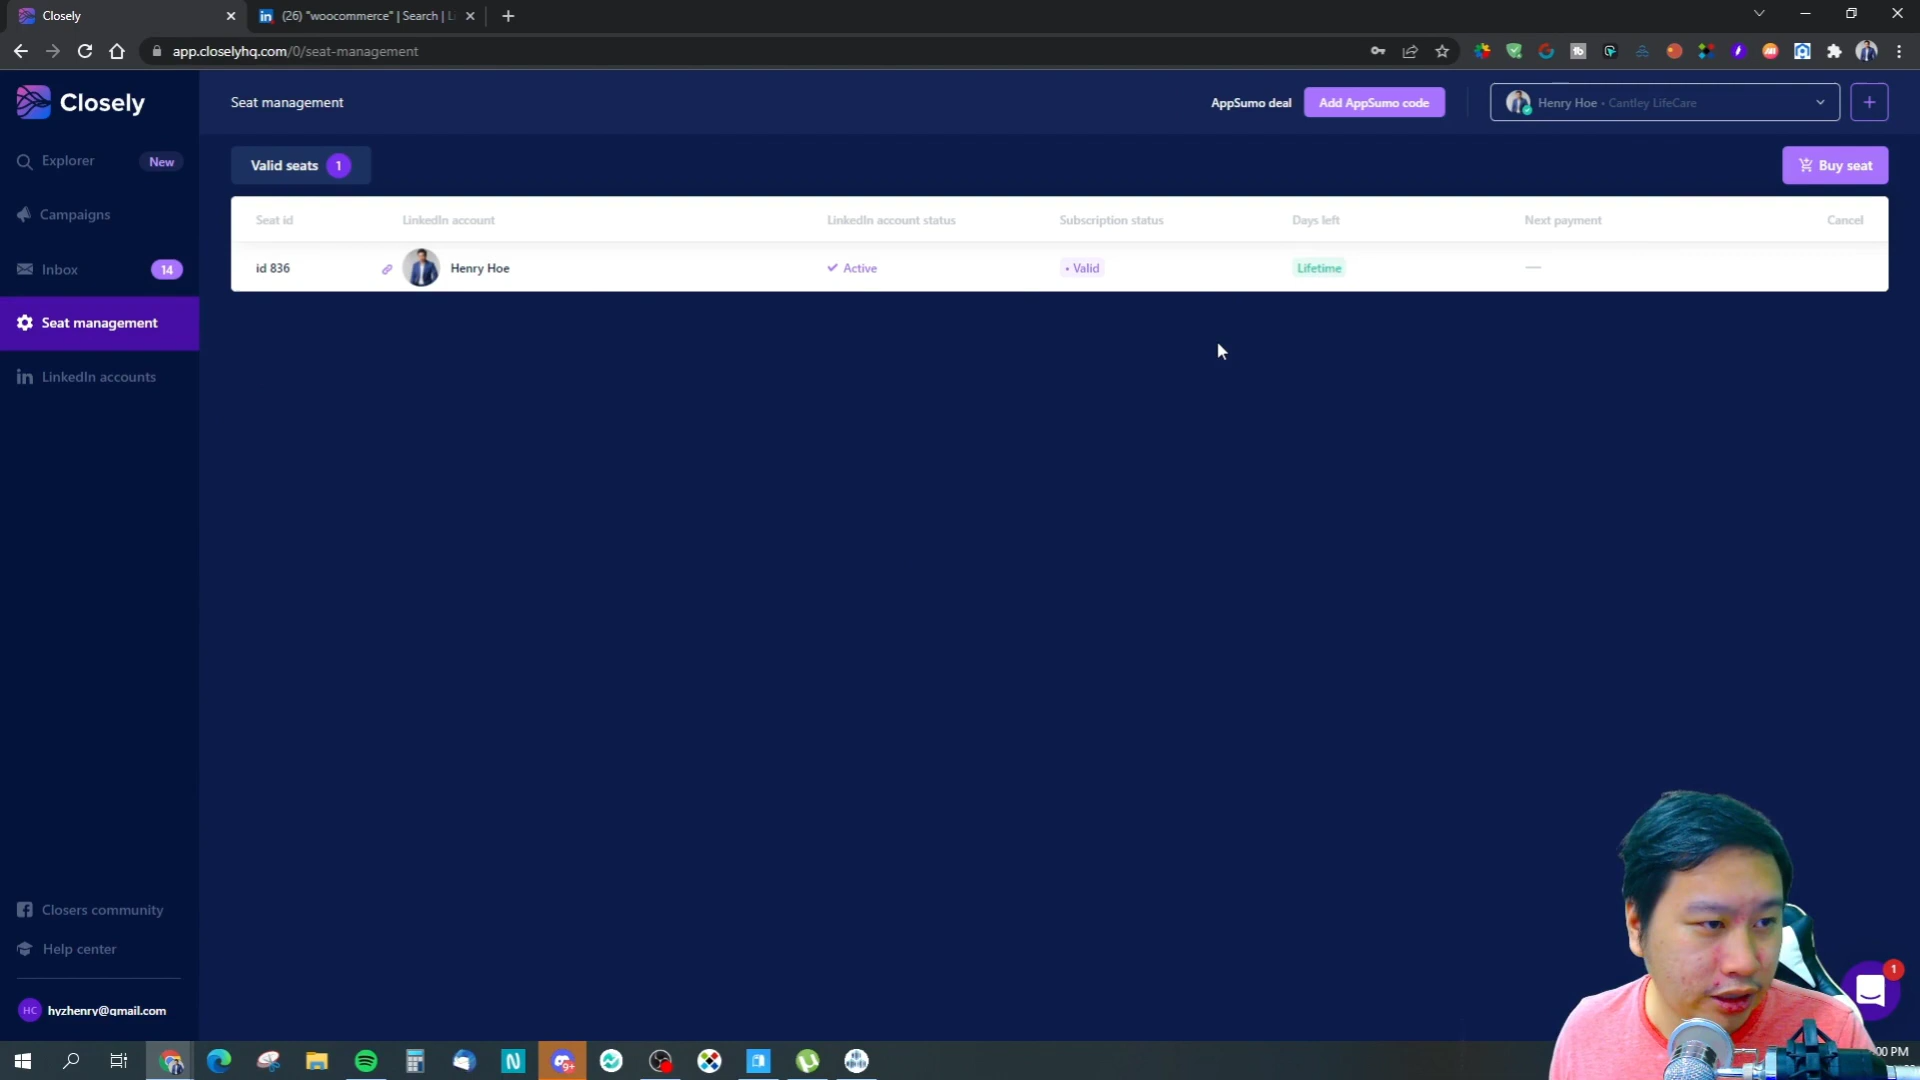 Closely
(26) "woocommerce" | Search | L
app.closelyhq.com/0/seat-management
Closely
Seat management
AppSumo deal
Add AppSumo code
Henry Hoe • Cantley LifeCare
Explorer
New
Valid seats 1
Buy seat
Campaigns
Seat id
LinkedIn account
LinkedIn account status
Subscription status
Days left
Next payment
Cancel
Inbox
14
id 836
Henry Hoe
Active
• Valid
Lifetime
Seat management
LinkedIn accounts
Closers community
Help center
1
HC
hyzhenry@gmail.com
9+
:00 PM